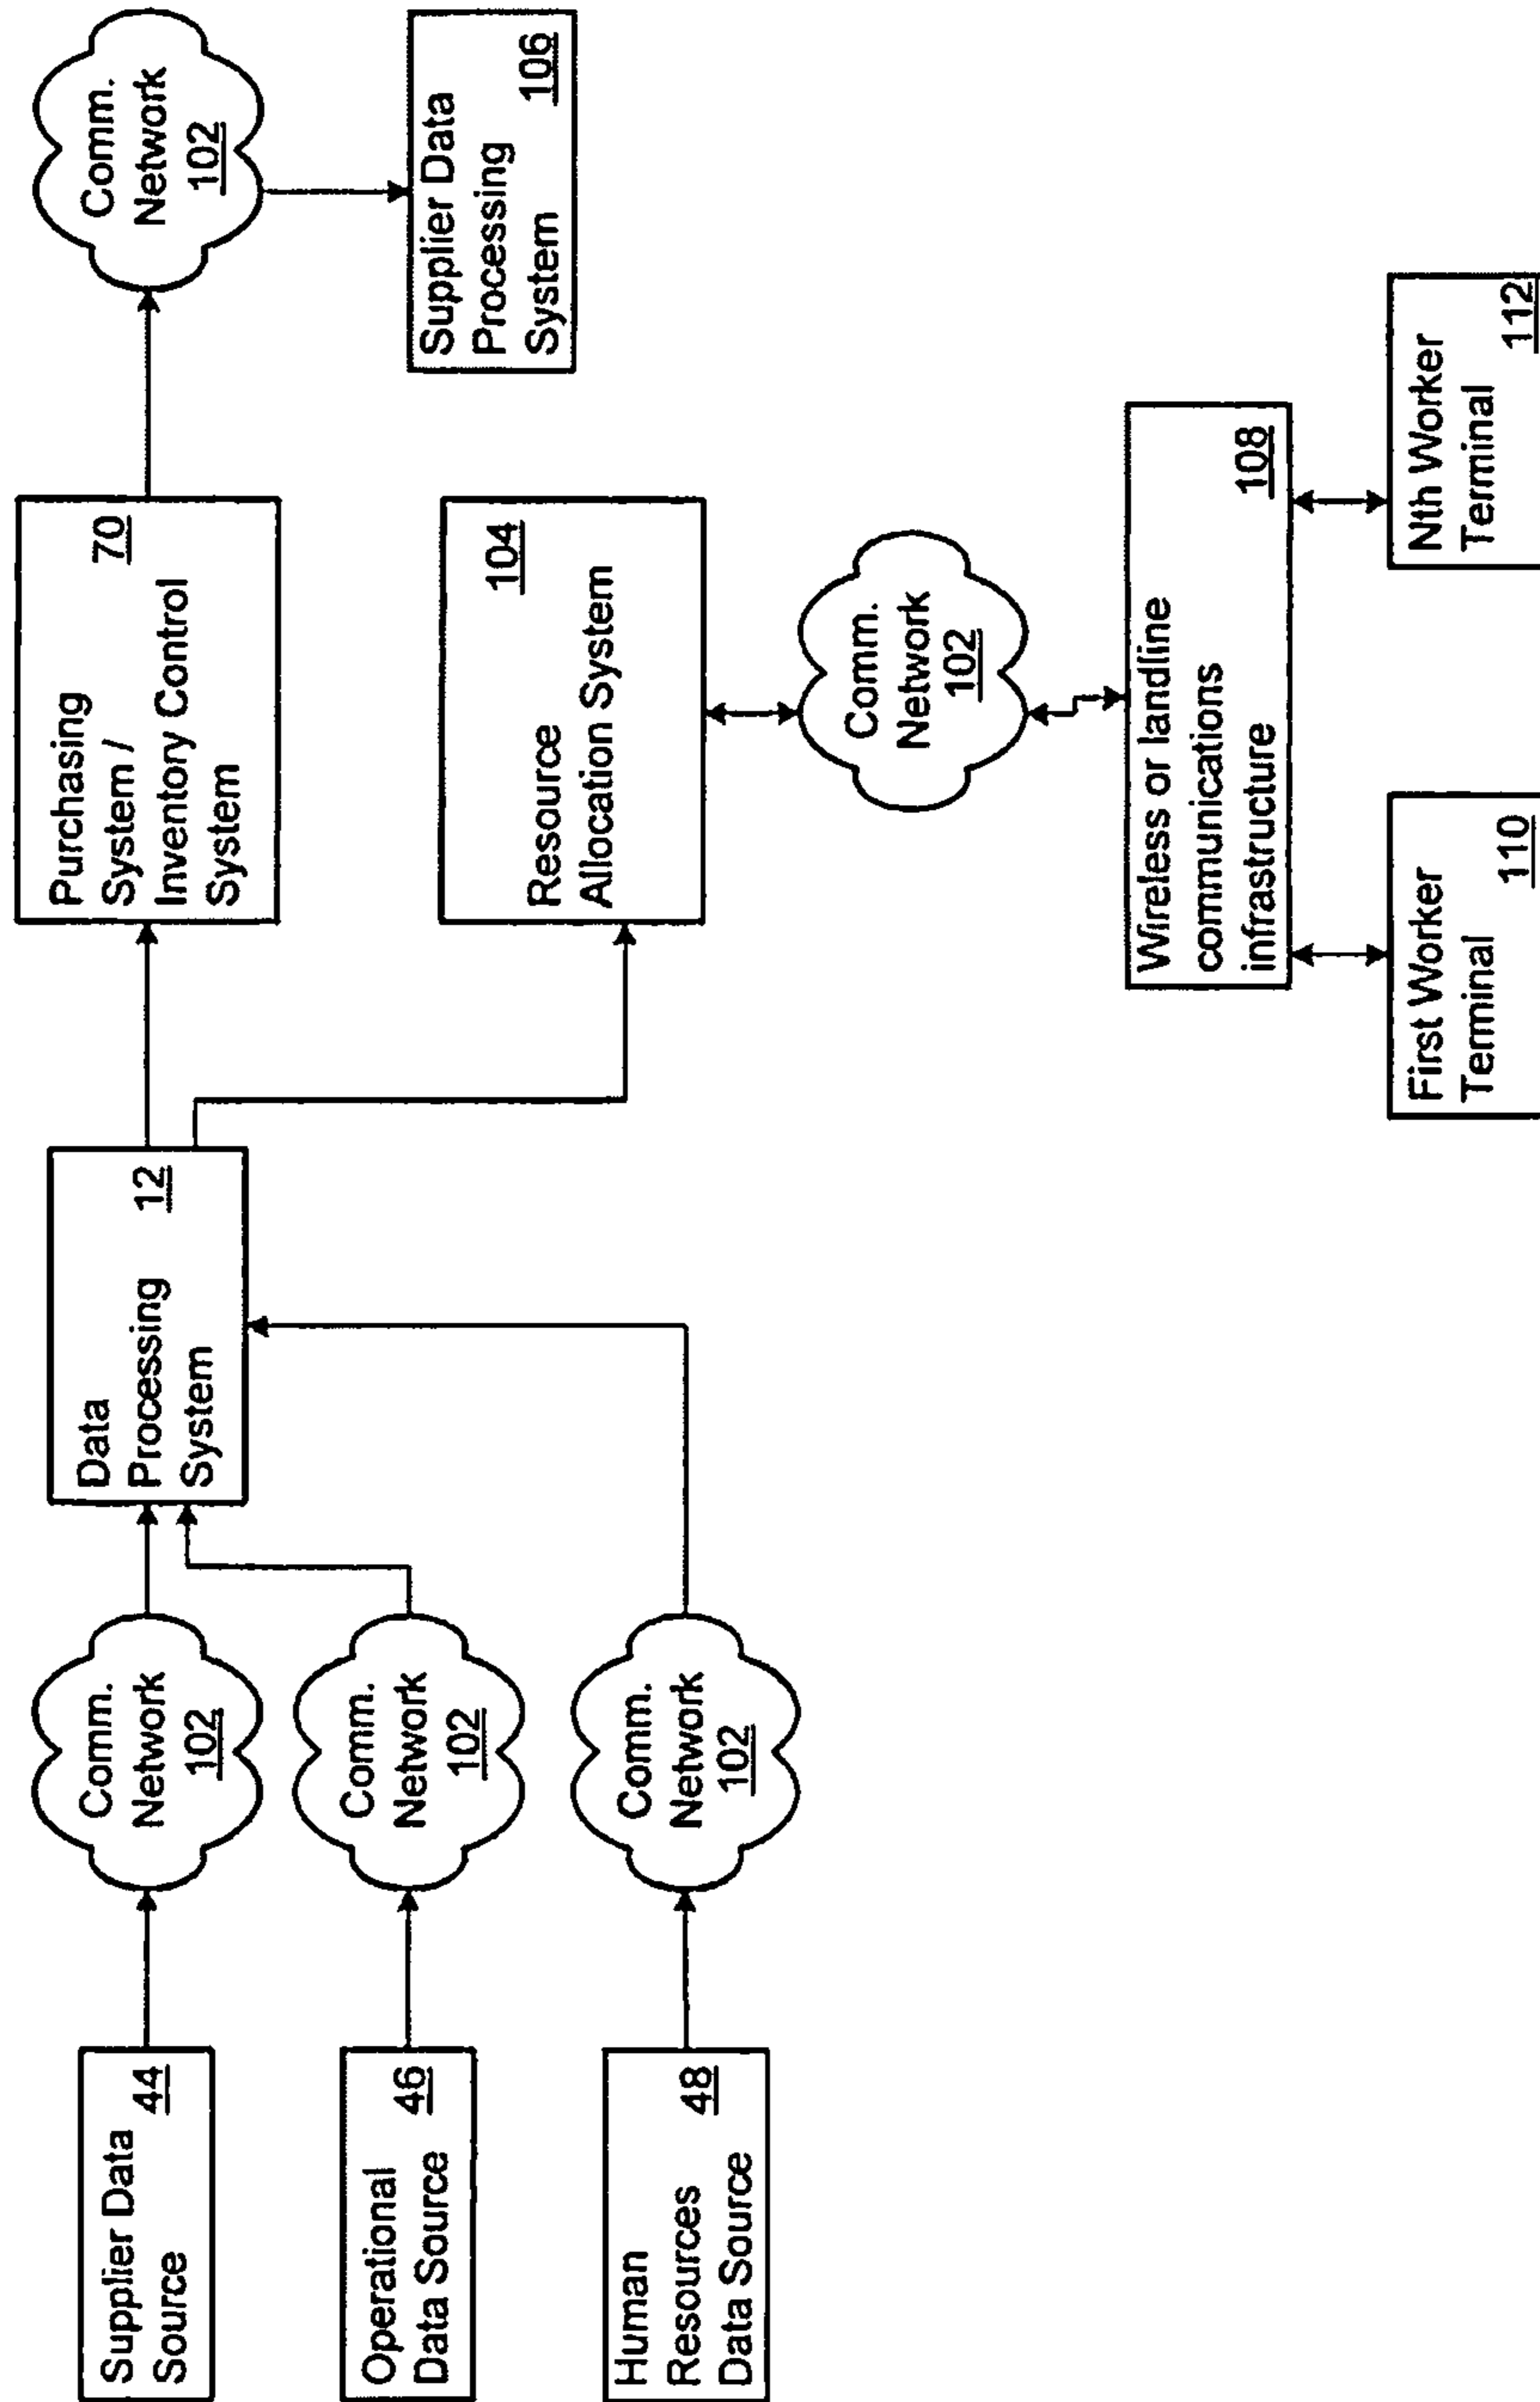 Supplier Data
Source
44
Operational
Data Source
46
Human
Resources
Data Source
48
Comm.
Network
102
Comm.
Network
102
Comm.
Network
102
Data
Processing
System
12
Purchasing
System /
Inventory Control
System
70
Resource
Allocation System
104
Comm.
Network
102
Supplier Data
Processing
System
106
Comm.
Network
102
Wireless or landline
communications
infrastructure
108
First Worker
Terminal
110
Nth Worker
Terminal
112